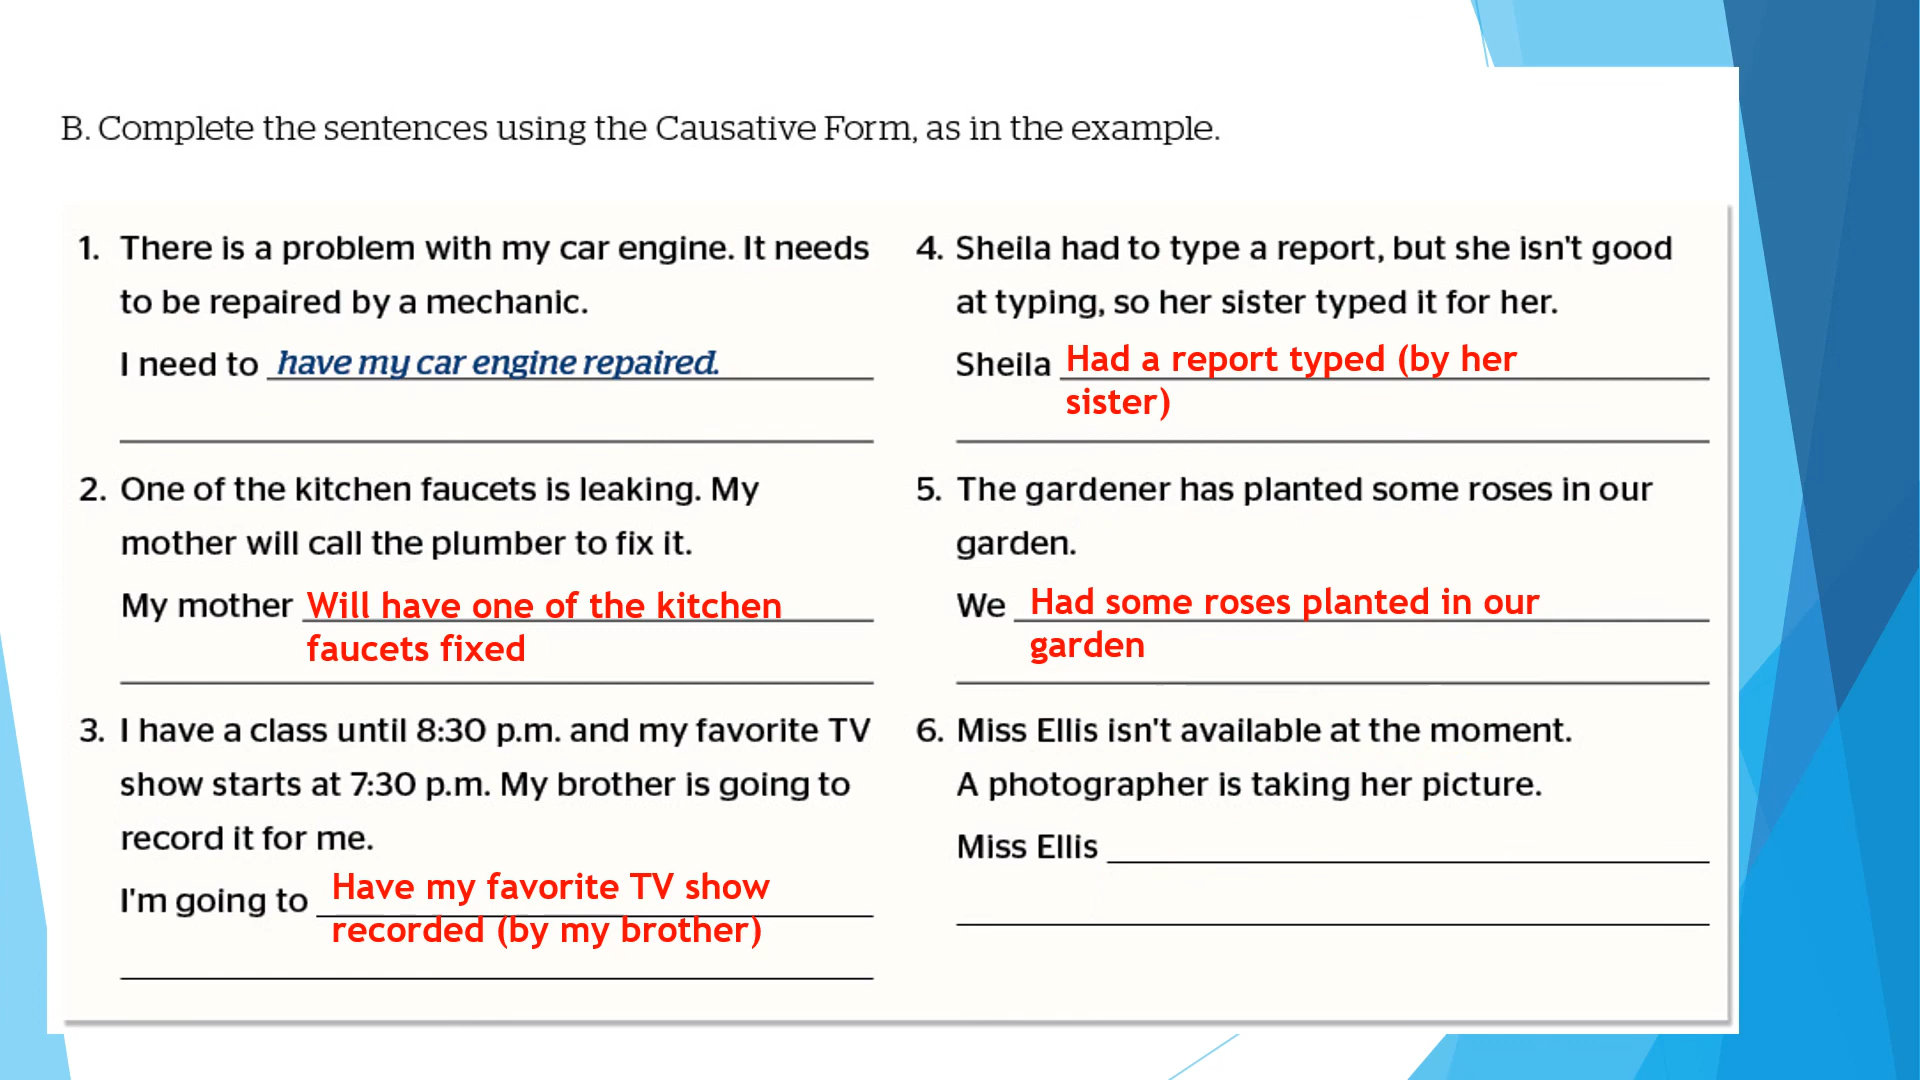 B. Complete the sentences using the Causative Form, as in the example.
1. There is a problem with my car engine. It needs
to be repaired by a mechanic.
I need to have my car engine repaired.
2. One of the kitchen faucets is leaking. My
mother will call the plumber to fix it.
My mother Will have one of the kitchen
faucets fixed
3. I have a class until 8:30 p.m. and my favorite TV
show starts at 7:30 p.m. My brother is going to
record it for me.
I'm going to Have my favorite TV show
recorded (by my brother)
4. Sheila had to type a report, but she isn't good
at typing, so her sister typed it for her.
Sheila Had a report typed (by her
sister)
5. The gardener has planted some roses in our
garden.
We Had some roses planted in our
garden
6. Miss Ellis isn't available at the moment.
A photographer is taking her picture.
Miss Ellis